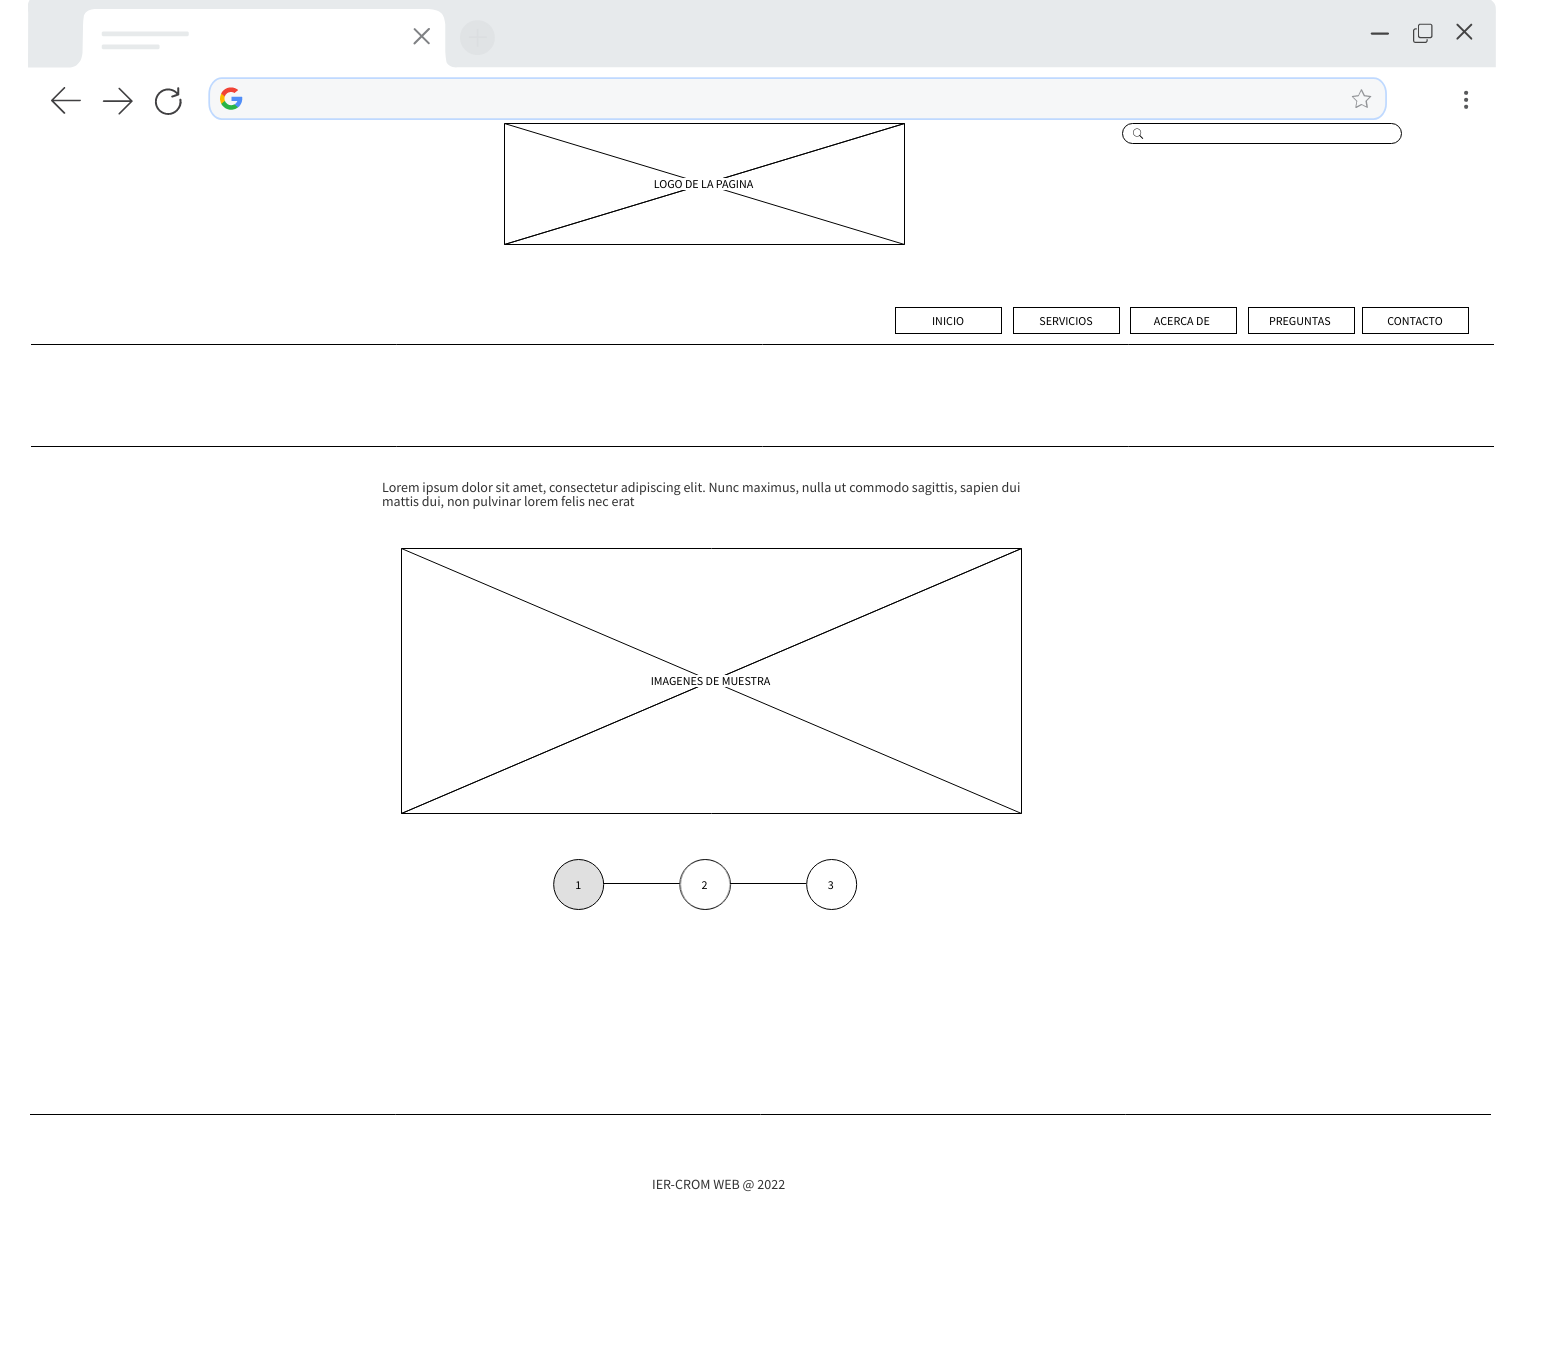 LOGO DE LA PAGINA
INICIO
SERVICIOS
ACERCA DE
PREGUNTAS
CONTACTO
Lorem ipsum dolor sit amet, consectetur adipiscing elit. Nunc maximus, nulla ut commodo sagittis, sapien dui
mattis dui, non pulvinar lorem felis nec erat
IMAGENES DE MUESTRA
1
2
3
IER-CROM WEB @ 2022